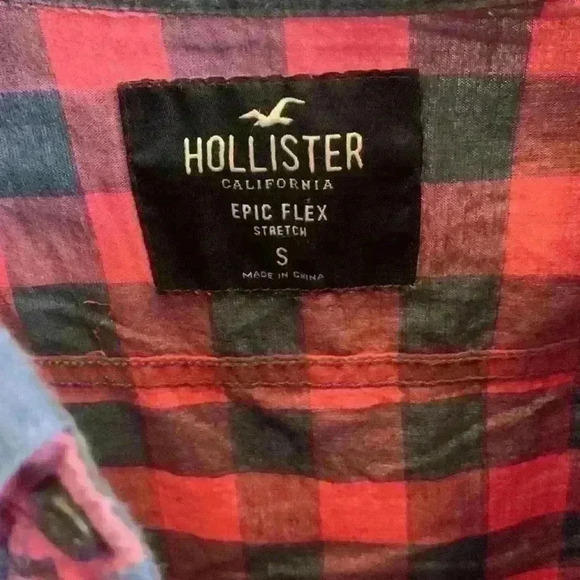 HOLLISTER
CALIFORNIA
EPIC FLEX
STRETCH
S
MADE IN CHINA